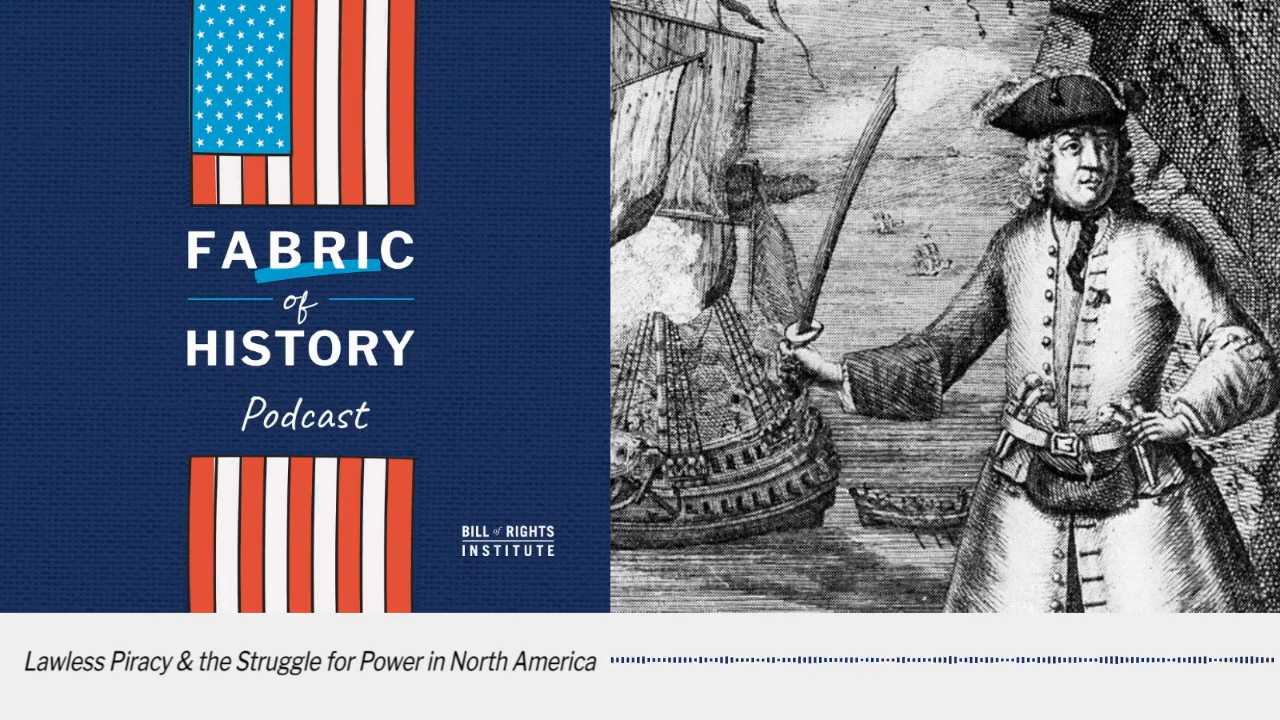 FABRIC
of
HISTORY
Podcast
BILL of RIGHTS
INSTITUTE
Lawless Piracy & the Struggle for Power in North America